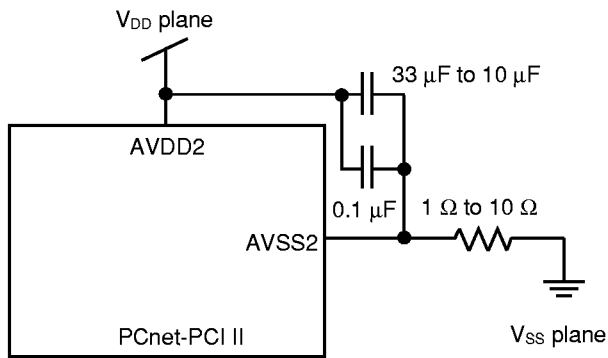 VDD plane
33 µF to 10 µF
AVDD2
0.1 µF
1 Ω to 10 Ω
AVSS2
PCnet-PCI II
VSS plane